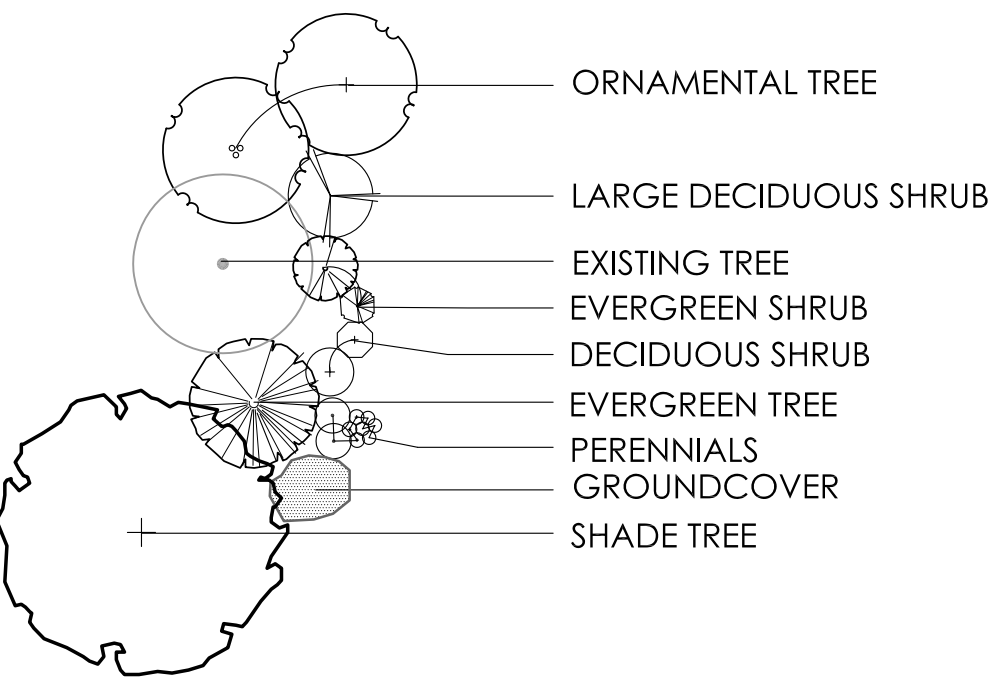 ORNAMENTAL TREE
LARGE DECIDUOUS SHRUB
EXISTING TREE
EVERGREEN SHRUB
DECIDUOUS SHRUB
EVERGREEN TREE
PERENNIALS
GROUNDCOVER
SHADE TREE